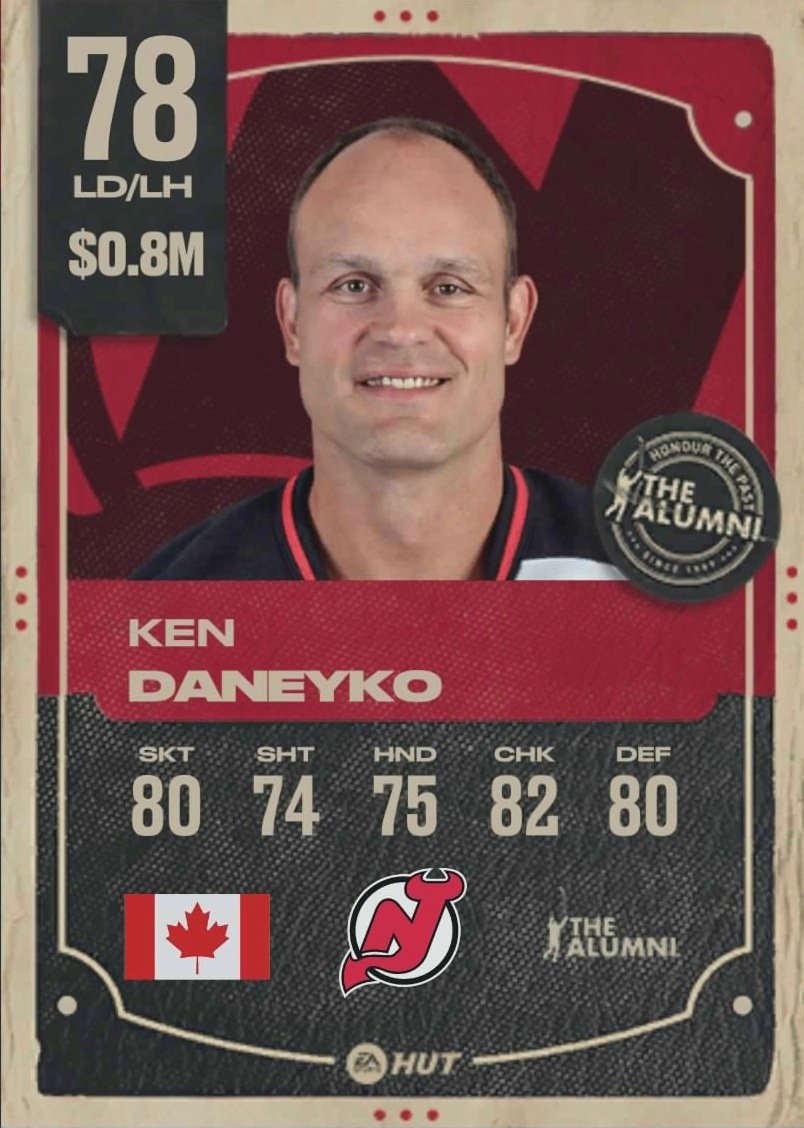 78
LD/LH
$0.8M
HONOUR THE PAST
THE
ALUMNI
KEN
DANEYKO
SKT SHT HND CHK DEF
80 74 75 82 80
THE
ALUMNI
EA HUT